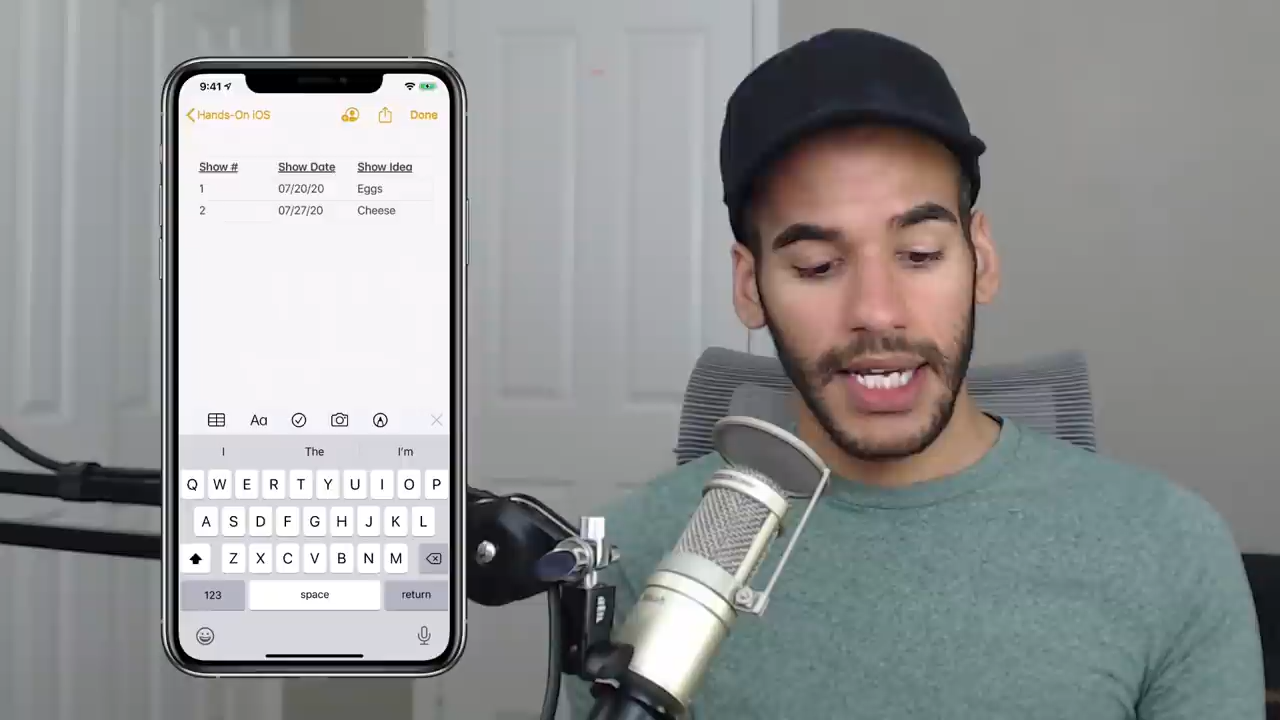 9:41
Hands-On iOS Done
Show # Show Date Show Idea
1 07/20/20 Eggs
2 07/27/20 Cheese
Aa
I The I'm
Q W E R T Y U I O P
A S D F G H J K L
Z X C V B N M
123 space return